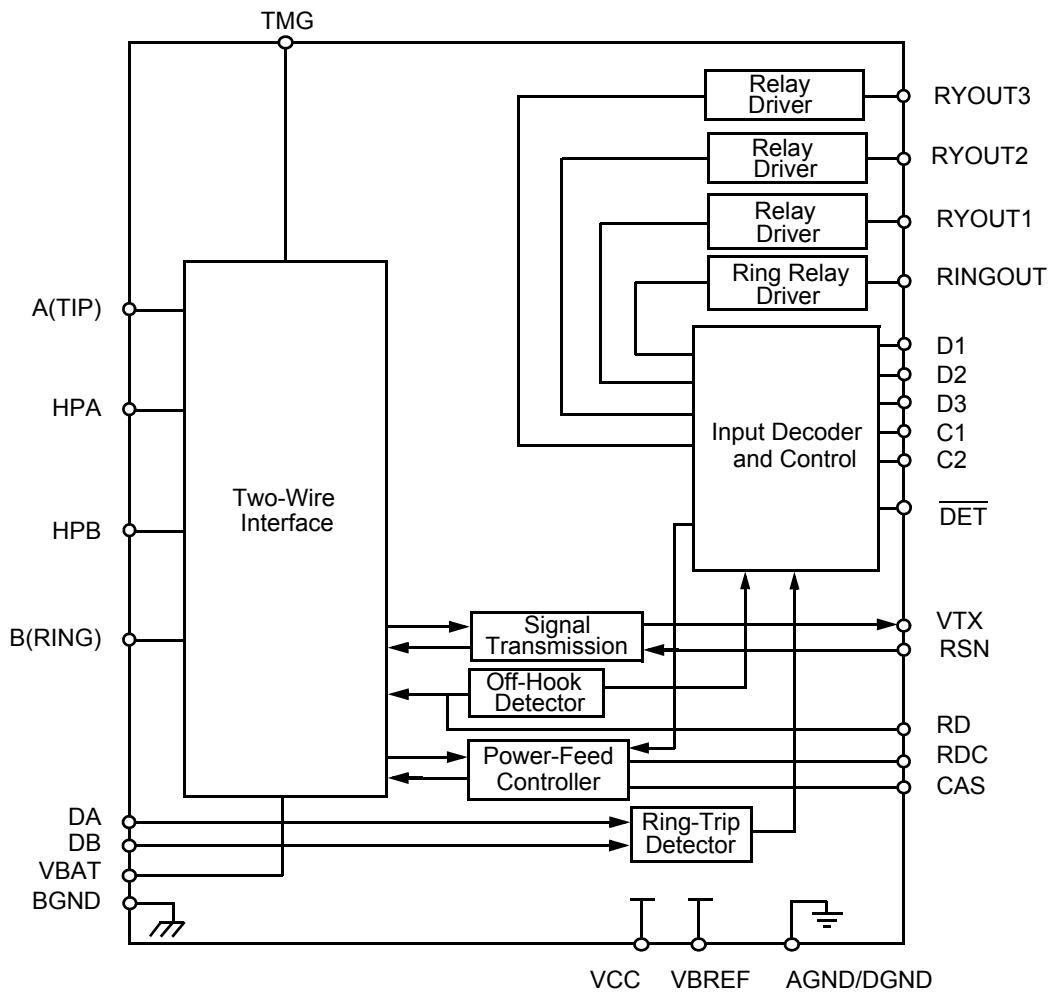 TMG
Relay
Driver
RYOUT3
Relay
Driver
RYOUT2
Relay
Driver
RYOUT1
Ring Relay
Driver
RINGOUT
A(TIP)
HPA
HPB
B(RING)
Two-Wire
Interface
Input Decoder
and Control
D1
D2
D3
C1
C2
DET
Signal
Transmission
VTX
RSN
Off-Hook
Detector
RD
Power-Feed
Controller
RDC
CAS
DA
DB
VBAT
BGND
Ring-Trip
Detector
VCC
VBREF
AGND/DGND